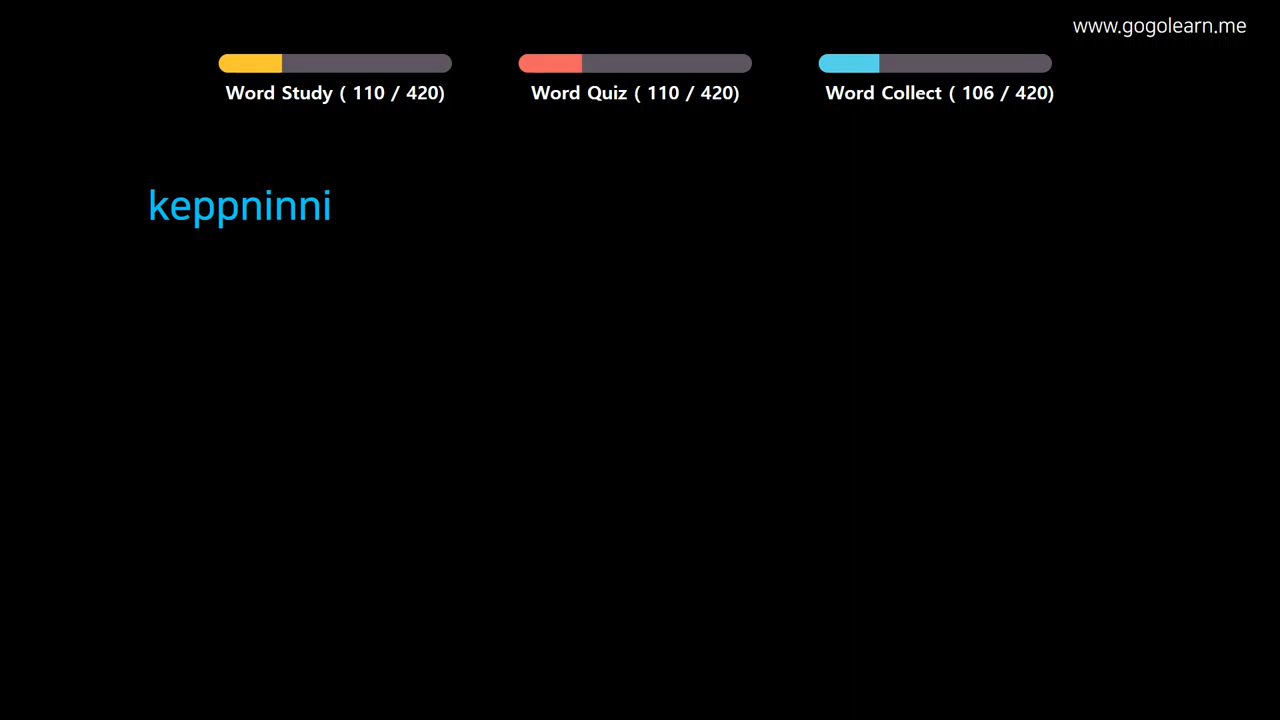 www.gogolearn.me
Word Study ( 110 / 420)
Word Quiz ( 110 / 420)
Word Collect ( 106 / 420)
keppninni